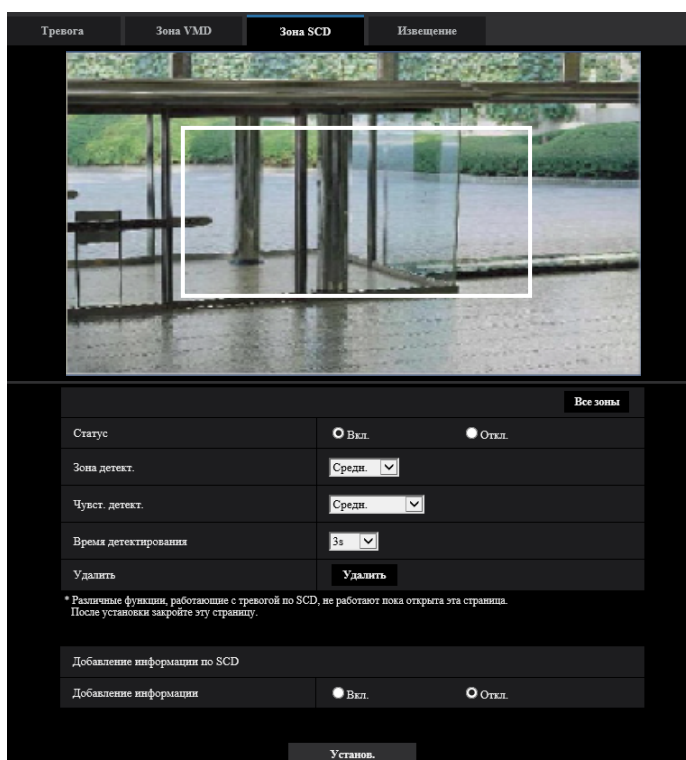 Тревога Зона VMD Зона SCD Извещение
Все зоны
Статус Вкл. Откл.
Зона детект. Средн.
Чувст. детект. Средн.
Время детектирования 3s
Удалить Удалить
* Различные функции, работающие с тревогой по SCD, не работают пока открыта эта страница.
После установки закройте эту страницу.
Добавление информации по SCD
Добавление информации Вкл. Откл.
Установ.